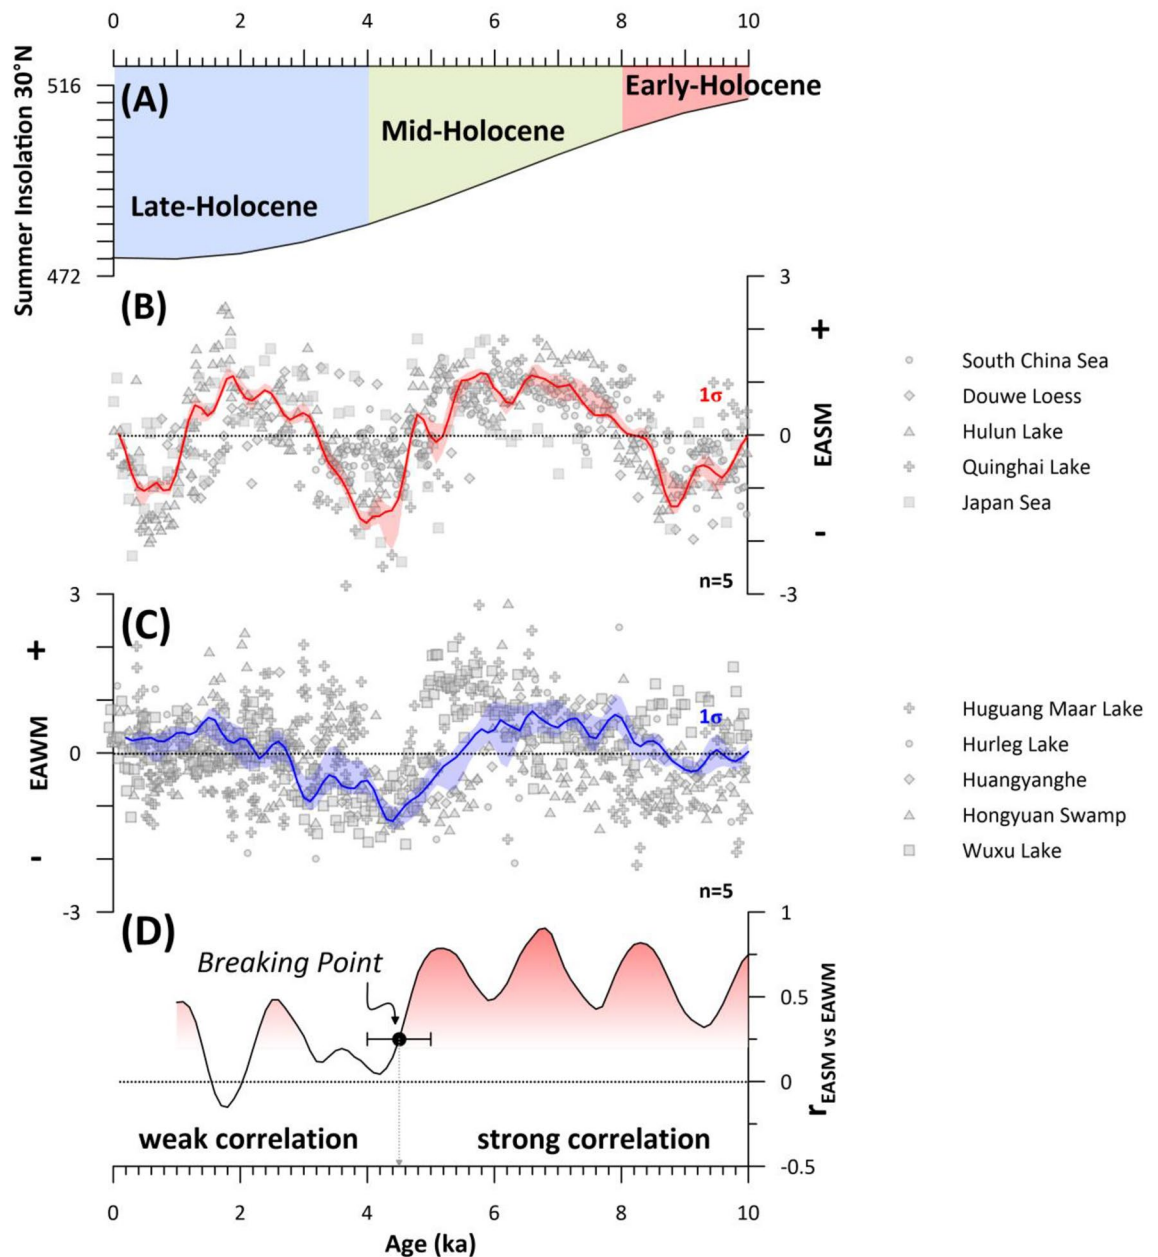 0 2 4 6 8 10
Summer Insolation 30°N
516
472
(A)
Early-Holocene
Mid-Holocene
Late-Holocene
(B)
3
0
-3
+
EASM
-
1σ
n=5
South China Sea
Douwe Loess
Hulun Lake
Quinghai Lake
Japan Sea
(C)
3
0
-3
+
EAWM
-
1σ
n=5
Huguang Maar Lake
Hurleg Lake
Huangyanghe
Hongyuan Swamp
Wuxu Lake
(D)
Breaking Point
1
0.5
0
-0.5
rEASM vs EAWM
weak correlation
strong correlation
0 2 4 6 8 10
Age (ka)